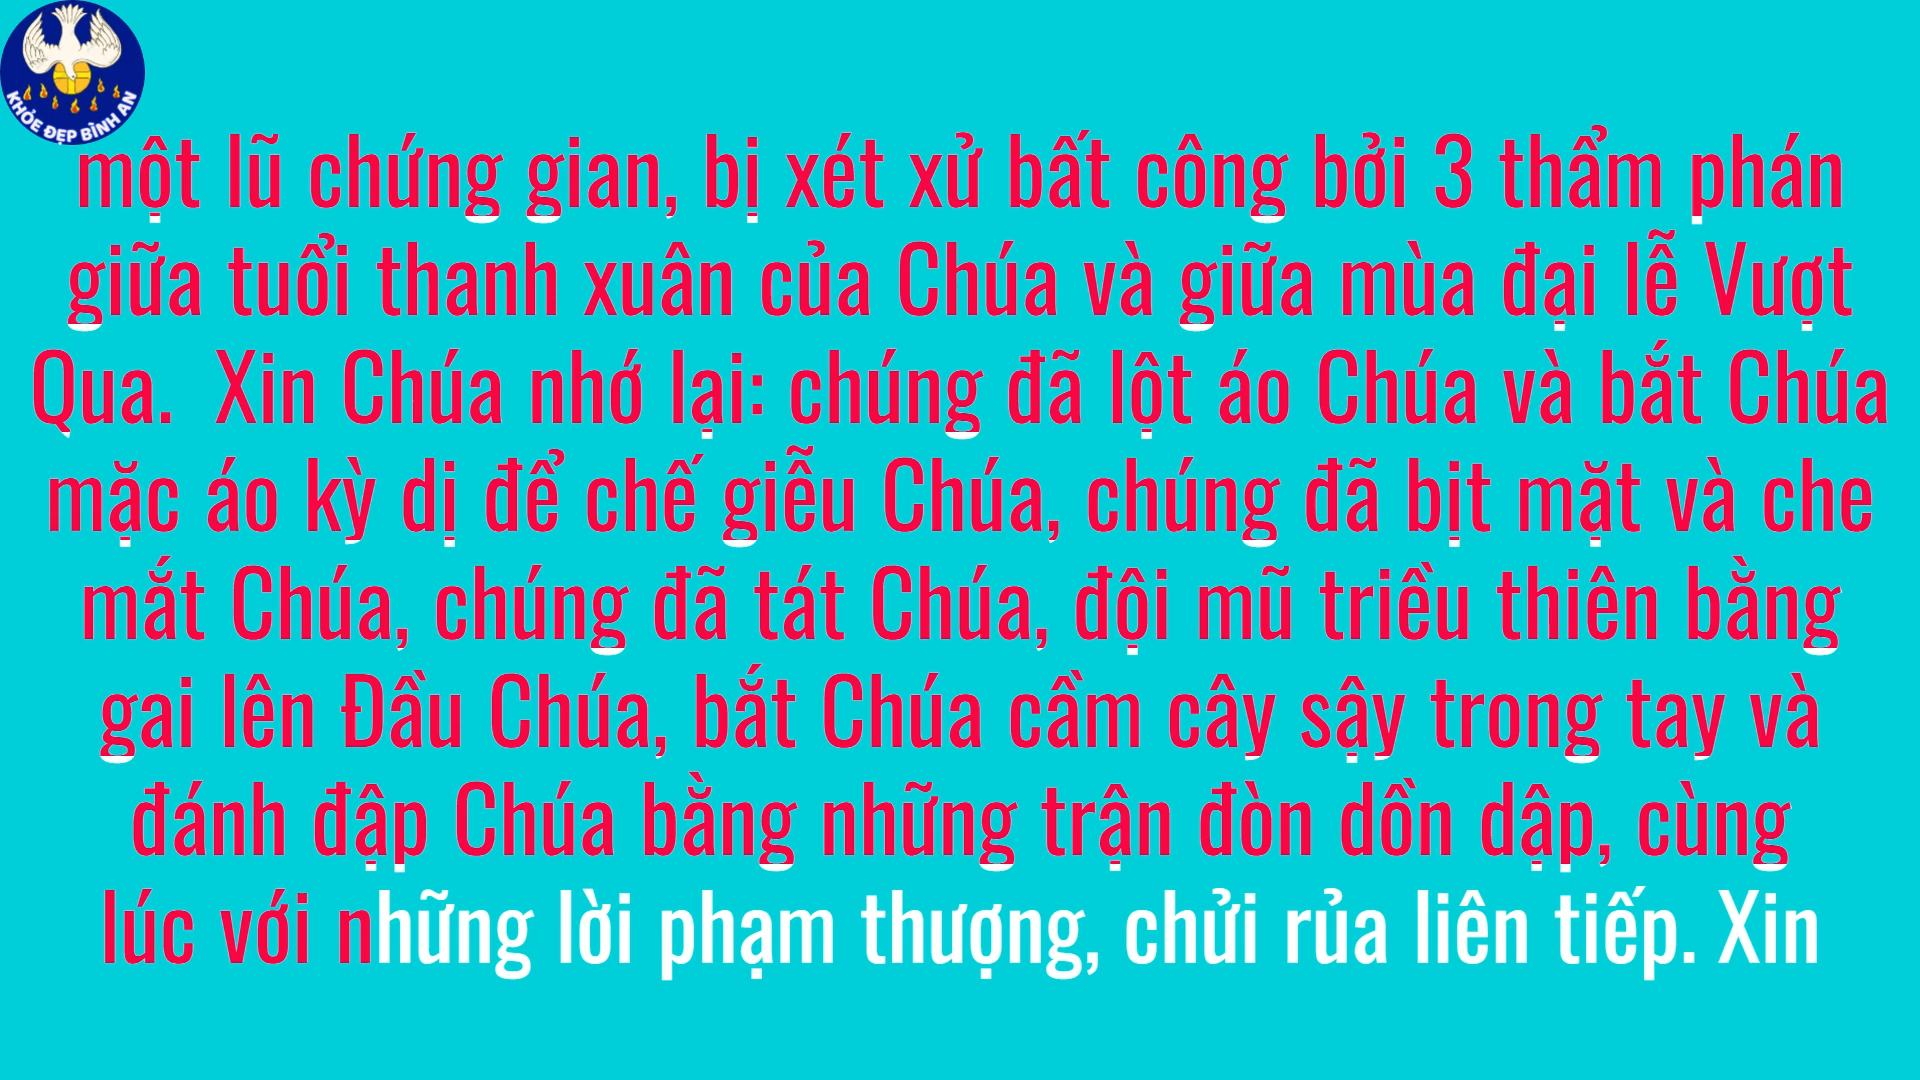 KHỎE ĐẸP BÌNH AN
một lũ chứng gian, bị xét xử bất công bởi 3 thẩm phán
giữa tuổi thanh xuân của Chúa và giữa mùa đại lễ Vượt
Qua.  Xin Chúa nhớ lại: chúng đã lột áo Chúa và bắt Chúa
mặc áo kỳ dị để chế giễu Chúa, chúng đã bịt mặt và che
mắt Chúa, chúng đã tát Chúa, đội mũ triều thiên bằng
gai lên Đầu Chúa, bắt Chúa cầm cây sậy trong tay và
đánh đập Chúa bằng những trận đòn dồn dập, cùng
lúc với những lời phạm thượng, chửi rủa liên tiếp. Xin